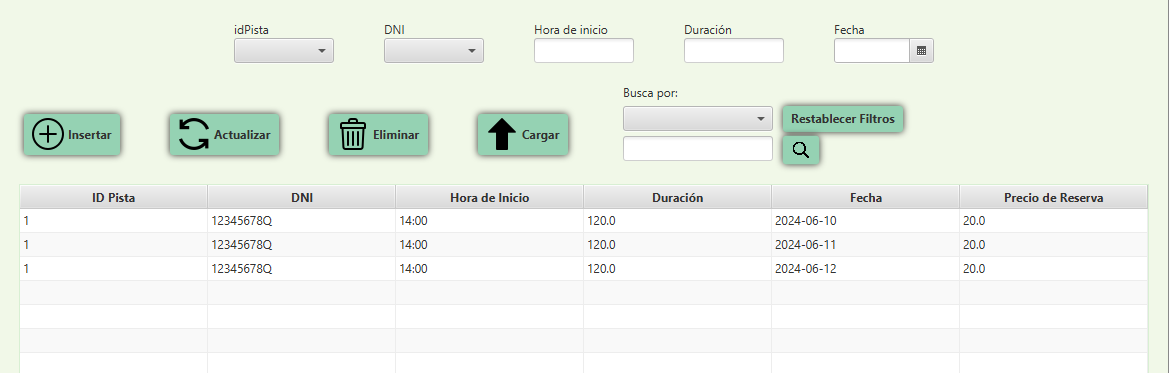 idPista DNI Hora de inicio Duración Fecha
Busca por:
Insertar Actualizar Eliminar Cargar Restablecer Filtros
ID Pista DNI Hora de Inicio Duración Fecha Precio de Reserva
1 12345678Q 14:00 120.0 2024-06-10 20.0
1 12345678Q 14:00 120.0 2024-06-11 20.0
1 12345678Q 14:00 120.0 2024-06-12 20.0